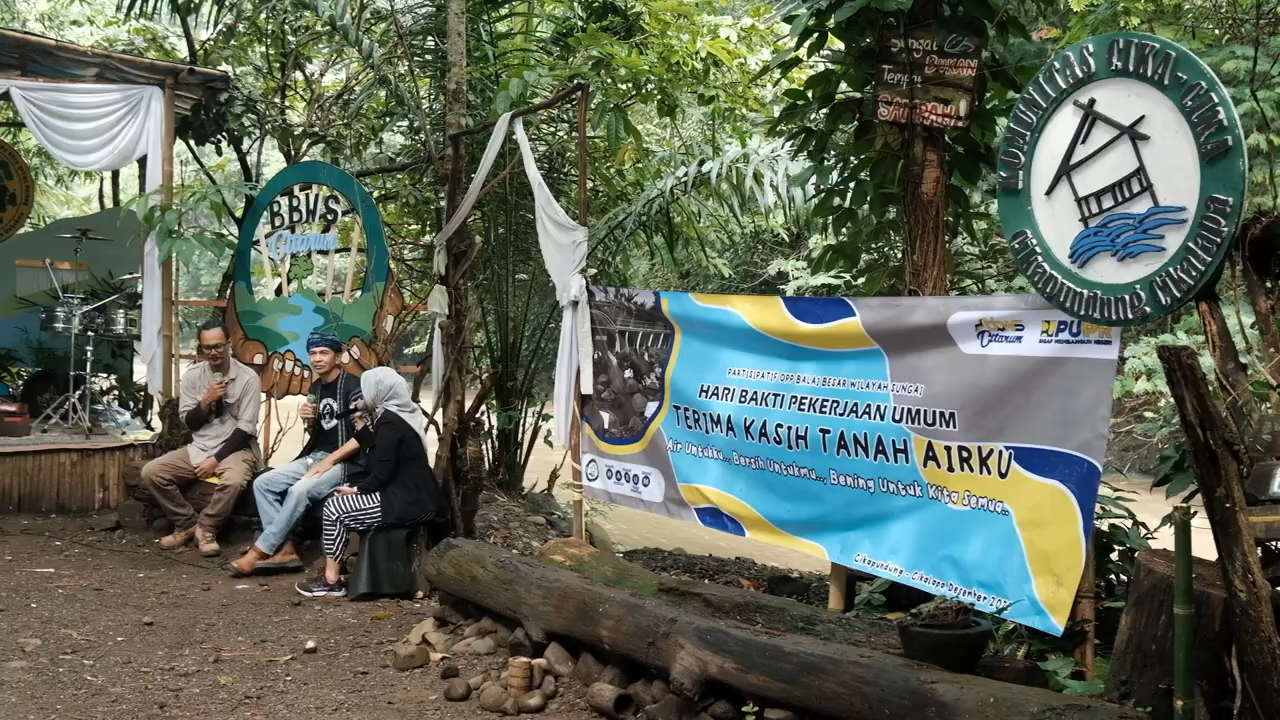 Sungai
Tempat BUKAN
SAMPAH!
KOMUNITAS CIKA-CIKA
Cikapundung Cikalapa
BBWS
Citarum
BBWS
Citarum
PUPR
SIGAP MEMBANGUN NEGERI
PARTISIPATIF OPP BALAI BESAR WILAYAH SUNGAI
HARI BAKTI PEKERJAAN UMUM
TERIMA KASIH TANAH AIRKU
Air Untukku.., Bersih Untukmu.., Bening Untuk Kita Semua..
Cikapundung - Cikalapa Desember